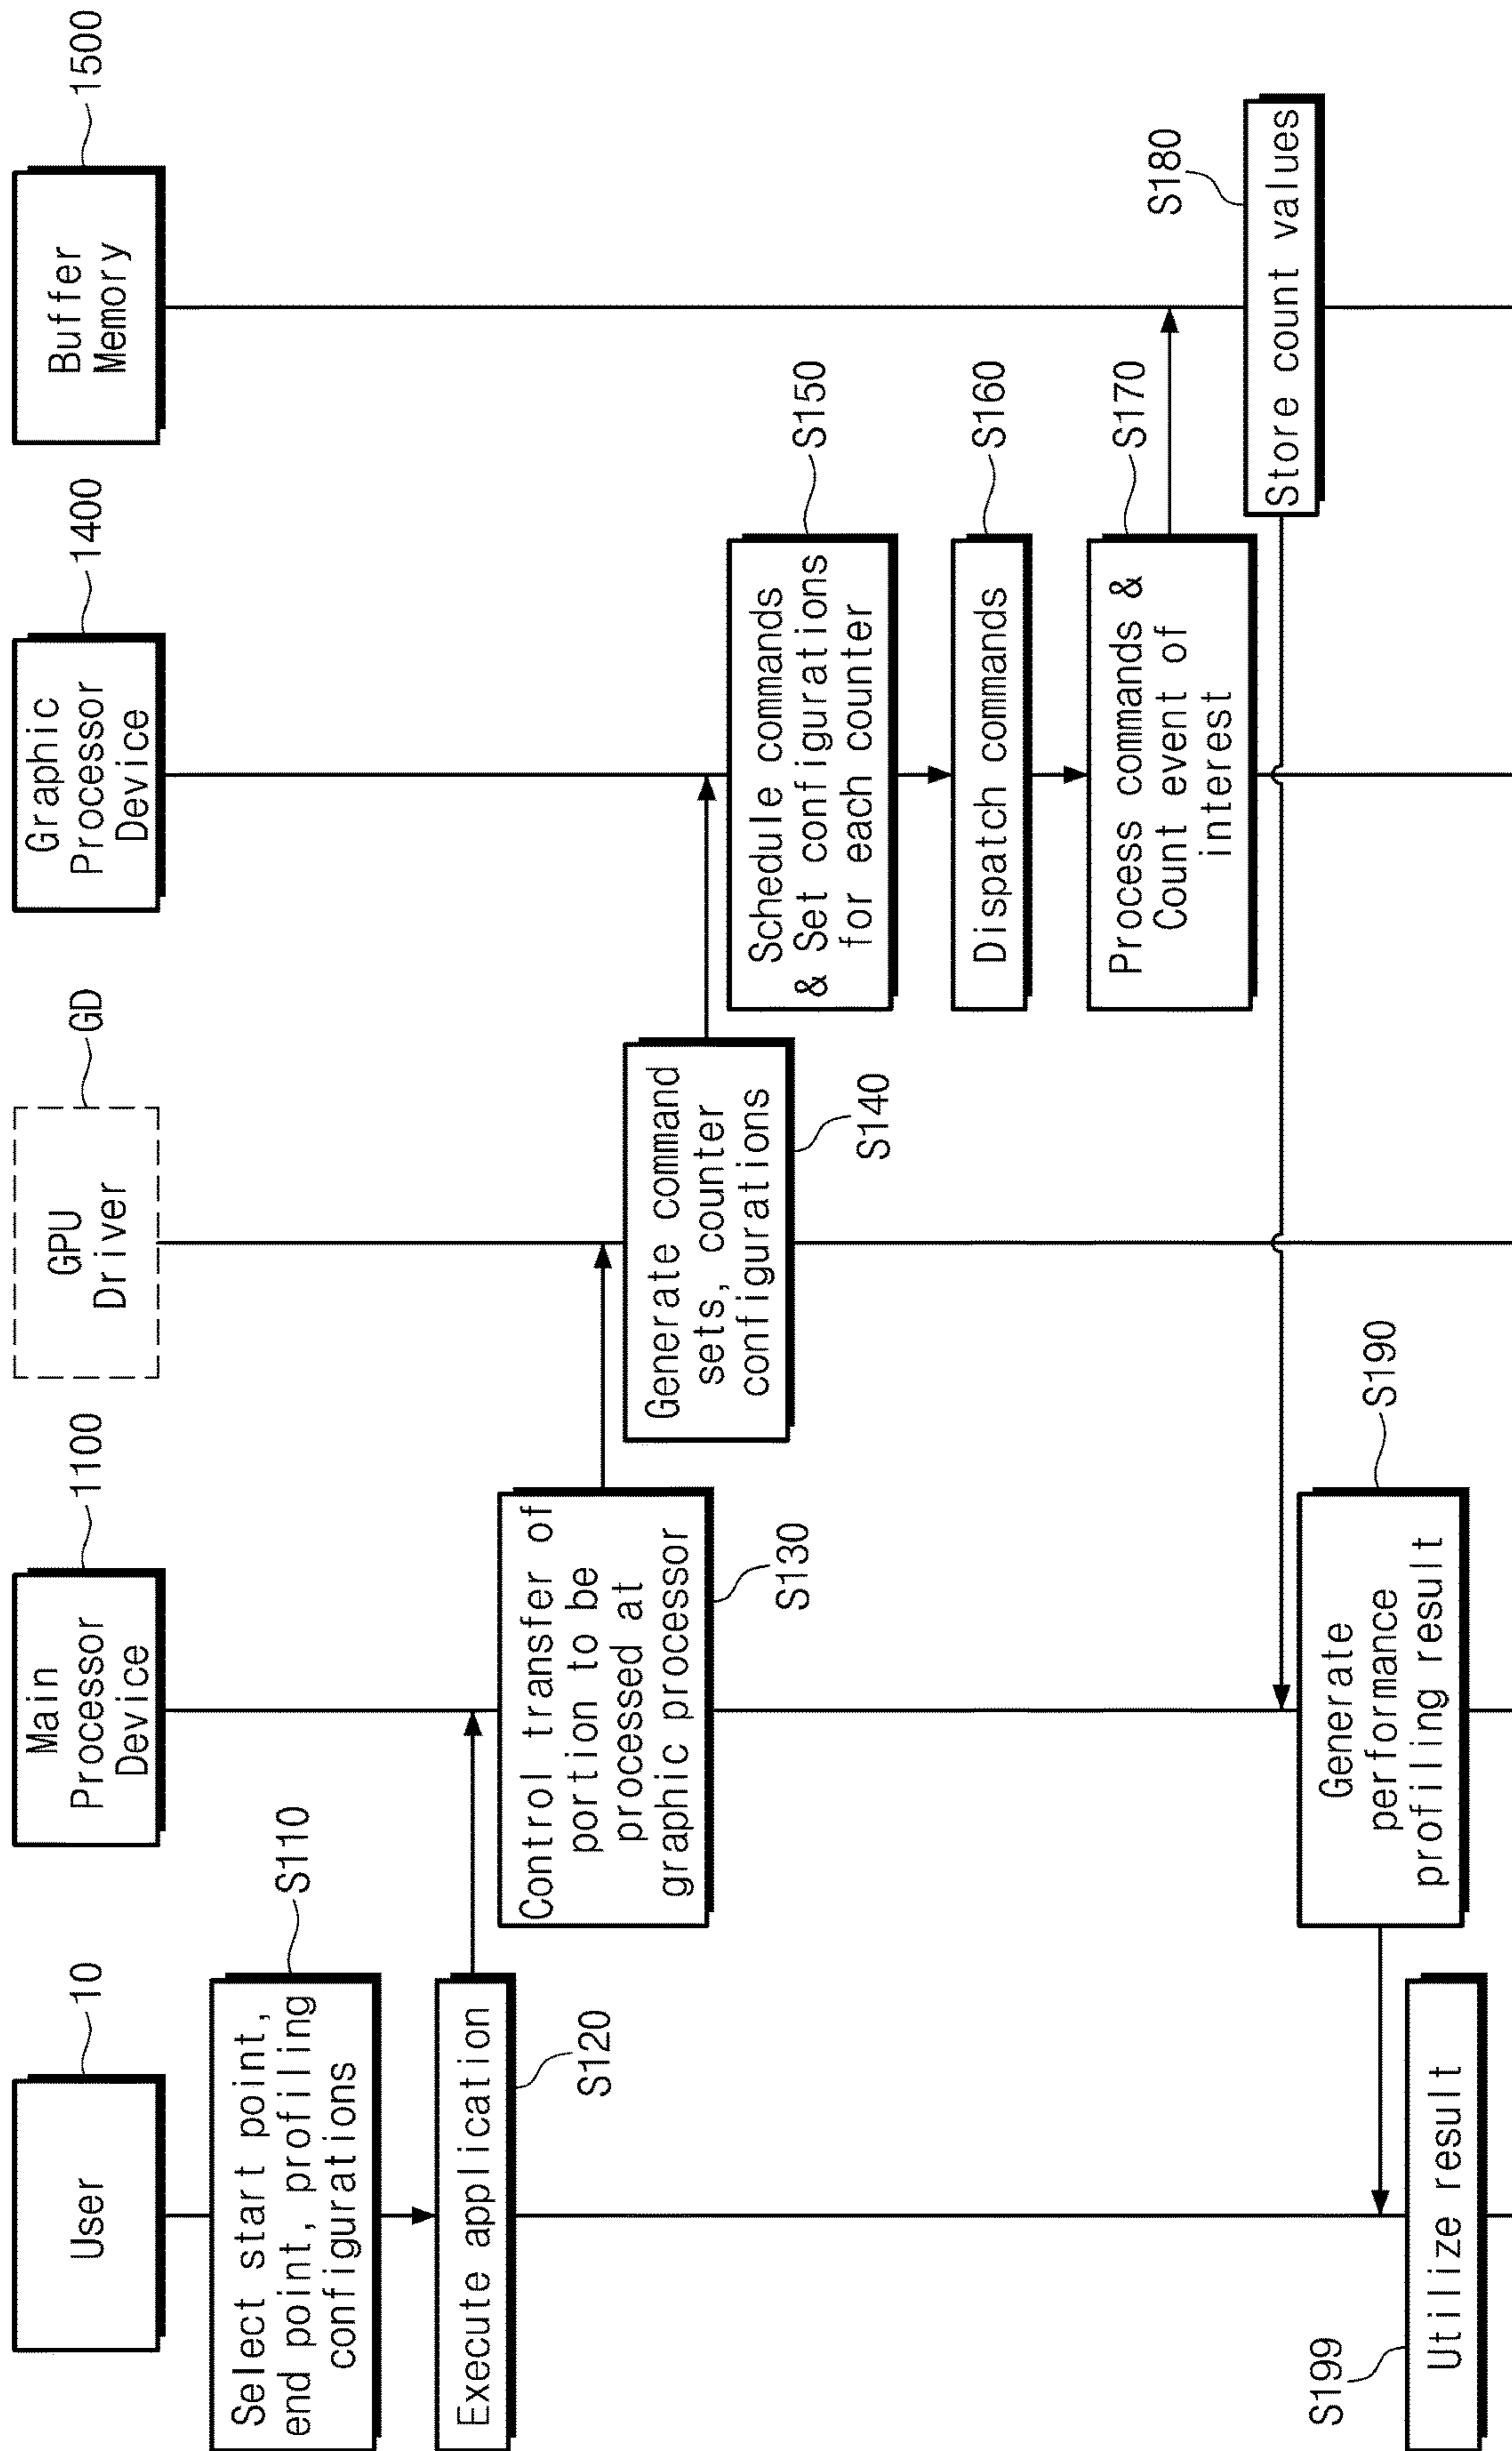 User
10
Main
Processor
Device
1100
GPU
Driver
GD
Graphic
Processor
Device
1400
Buffer
Memory
1500
Select start point,
end point, profiling
configurations
S110
Execute application
S120
Control transfer of
portion to be
processed at
graphic processor
S130
Generate command
sets, counter
configurations
S140
Schedule commands
& Set configurations
for each counter
S150
Dispatch commands
S160
Process commands &
Count event of
interest
S170
Store count values
S180
Generate
performance
profiling result
S190
Utilize result
S199